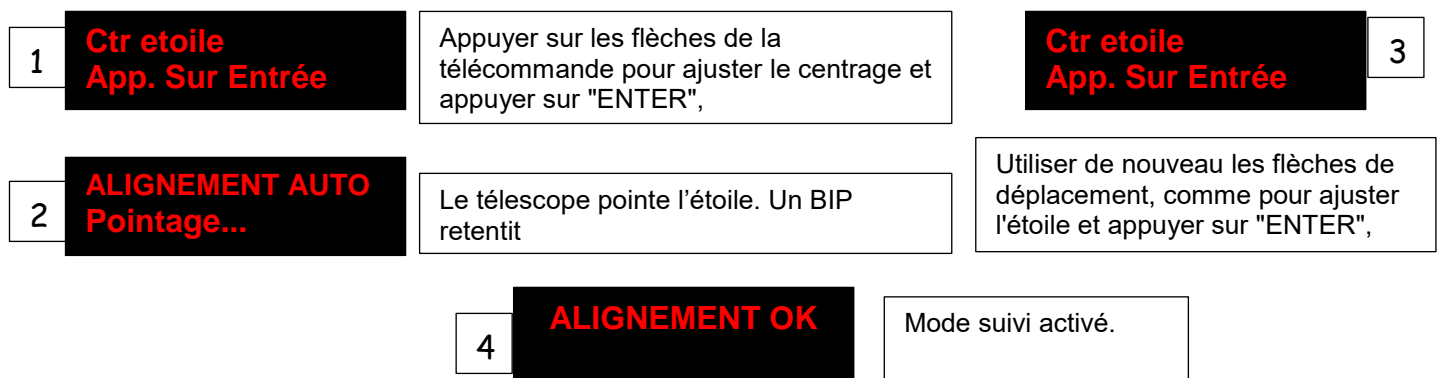 1
Ctr etoile
App. Sur Entrée
Appuyer sur les flèches de la
télécommande pour ajuster le centrage et
appuyer sur "ENTER",
2
ALIGNEMENT AUTO
Pointage...
Le télescope pointe l’étoile. Un BIP
retentit
3
Ctr etoile
App. Sur Entrée
Utiliser de nouveau les flèches de
déplacement, comme pour ajuster
l'étoile et appuyer sur "ENTER",
4
ALIGNEMENT OK
Mode suivi activé.